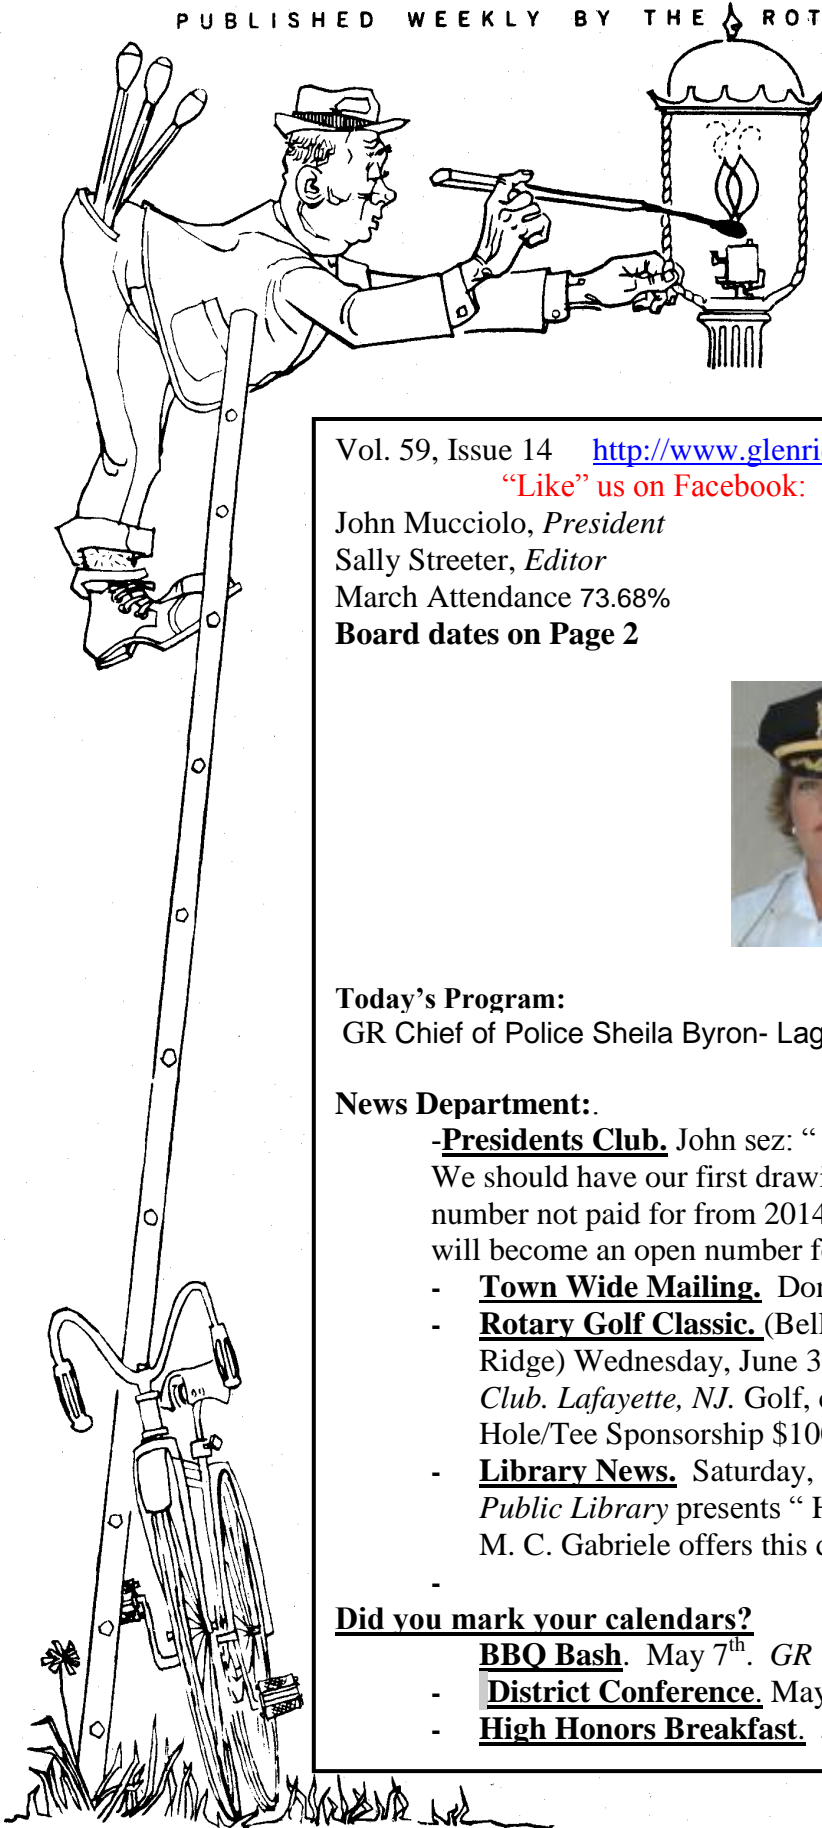 PUBLISHED WEEKLY BY THE ROT
Vol. 59, Issue 14 http://www.glenri
“Like” us on Facebook:
John Mucciolo, President
Sally Streeter, Editor
March Attendance 73.68%
Board dates on Page 2
Today’s Program:
GR Chief of Police Sheila Byron- Lag
News Department:.
-Presidents Club. John sez: “
We should have our first drawi
number not paid for from 2014
will become an open number f
- Town Wide Mailing. Don
- Rotary Golf Classic. (Bell
Ridge) Wednesday, June 3
Club. Lafayette, NJ. Golf,
Hole/Tee Sponsorship $100
- Library News. Saturday,
Public Library presents “ H
M. C. Gabriele offers this
-
Did you mark your calendars?
BBQ Bash. May 7th. GR
- District Conference. May
- High Honors Breakfast.